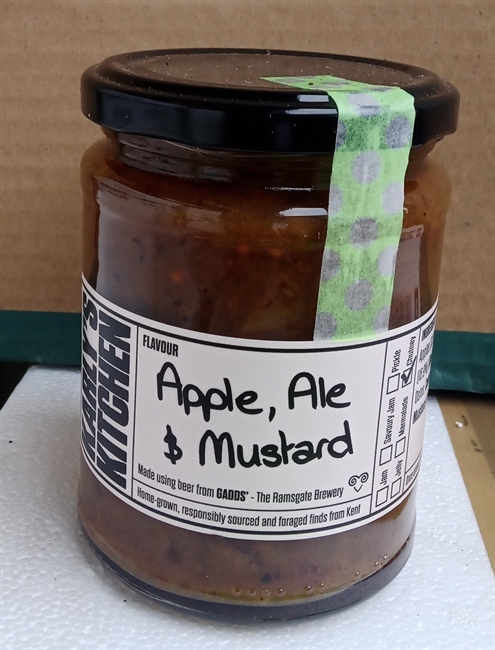 KARLY'S
KITCHEN
FLAVOUR
Apple, Ale
& Mustard
Made using beer from GADDS' - The Ramsgate Brewery
Home-grown, responsibly sourced and foraged finds from Kent
Jam
Savoury Jam
Pickle
Jelly
Marmalade
Chutney